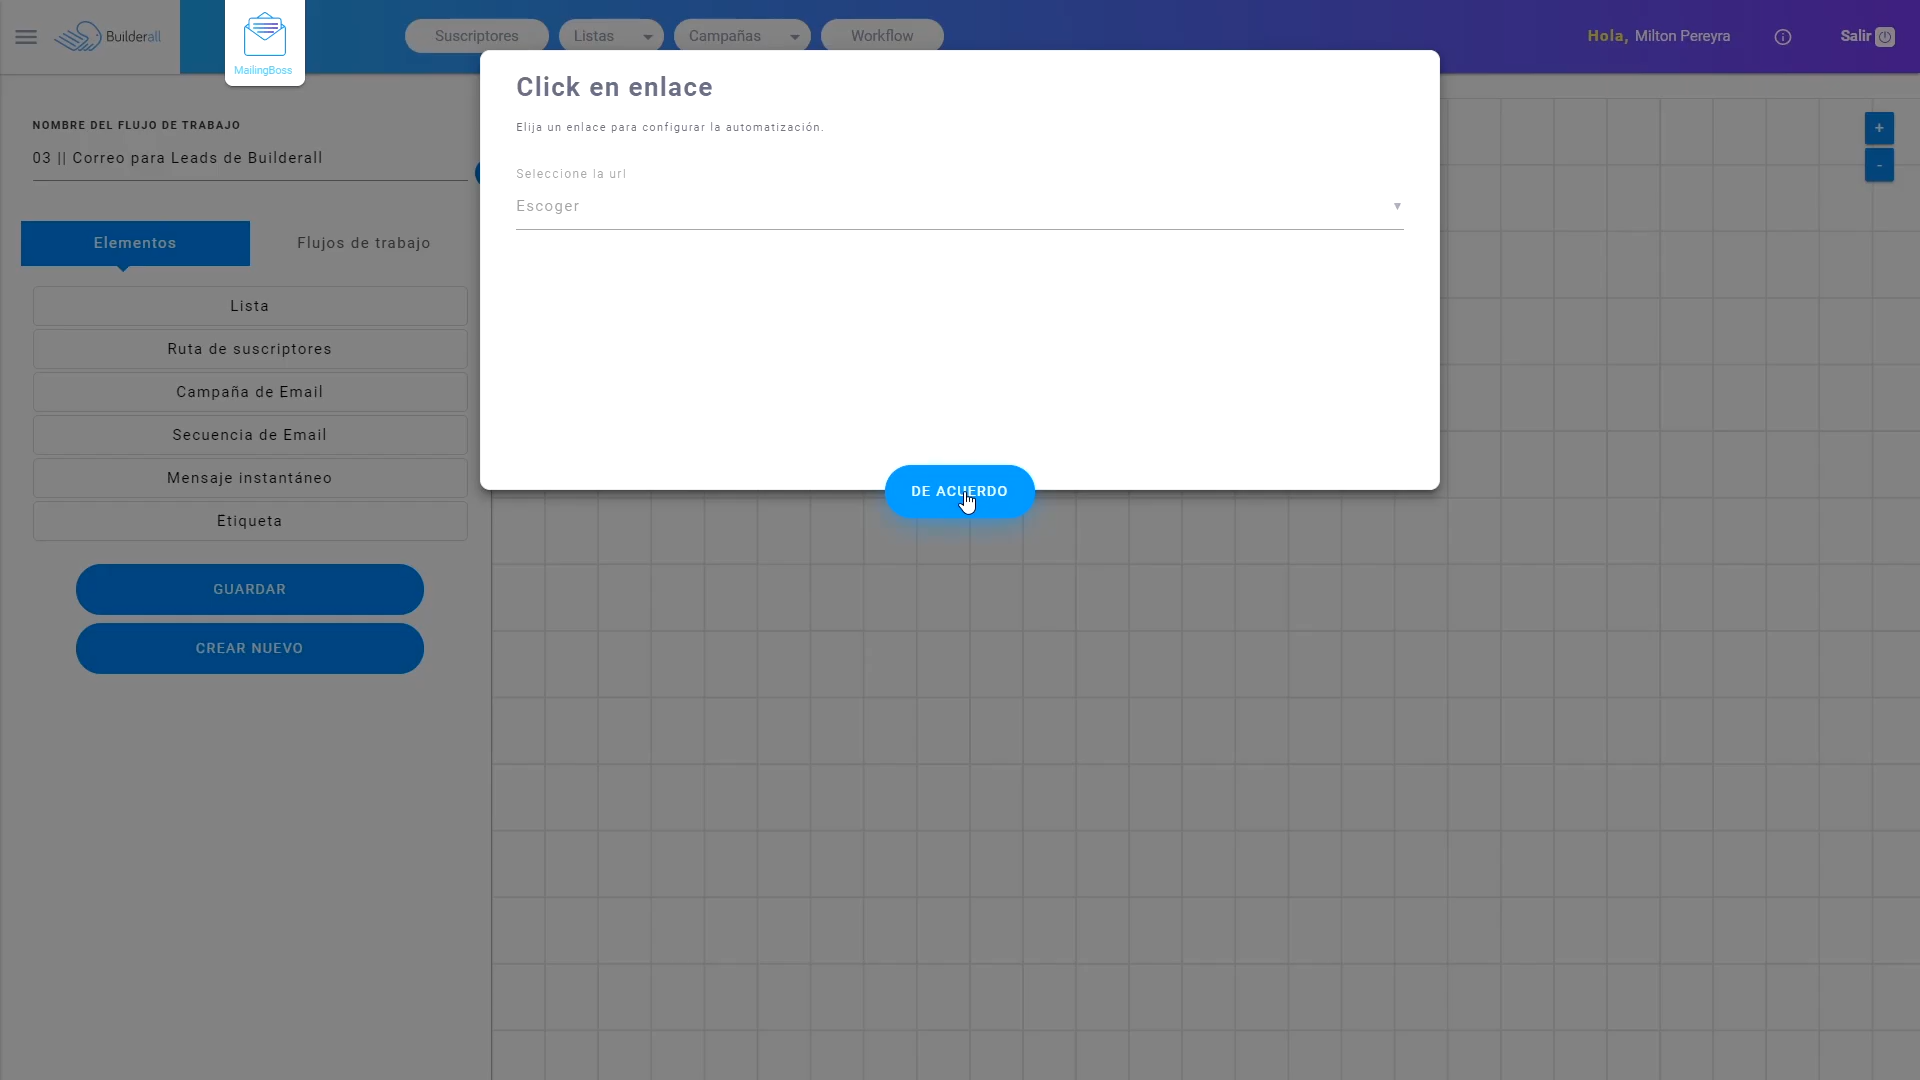 Builderall
MailingBoss
Suscriptores
Listas
Campañas
Workflow
Hola, Milton Pereyra
Salir
NOMBRE DEL FLUJO DE TRABAJO
03 || Correo para Leads de Builderall
Elementos
Flujos de trabajo
Lista
Ruta de suscriptores
Campaña de Email
Secuencia de Email
Mensaje instantáneo
Etiqueta
GUARDAR
CREAR NUEVO
Click en enlace
Elija un enlace para configurar la automatización.
Seleccione la url
Escoger
DE ACUERDO
+
-